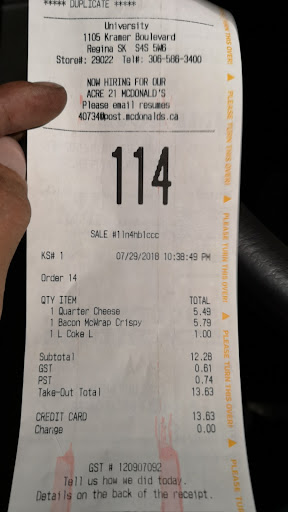 ***** DUPLICATE *****
University
1105 Kramer Boulevard
Regina SK S4S 5W6
Store#: 29022 Tel#: 306-586-3400
NOW HIRING FOR OUR
ACRE 21 MCDONALD'S
Please email resumes
40734@post.mcdonalds.ca
114
SALE #11n4hb1ccc
KS# 1 07/29/2018 10:38:49 PM
Order 14
QTY ITEM TOTAL
1 Quarter Cheese 5.49
1 Bacon McWrap Crispy 5.79
1 L Coke L 1.00
Subtotal 12.28
GST 0.61
PST 0.74
Take-Out Total 13.63
CREDIT CARD 13.63
Change 0.00
GST # 120907092
Tell us how we did today.
Details on the back of the receipt.
TURN THIS OVER!
PLEASE TURN THIS OVER!
PLEASE TURN THIS OVER!
PLEASE TURN THIS OVER!
PLEASE TURN THIS OVER!
PLEASE